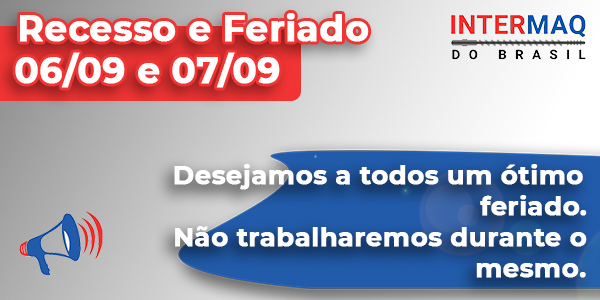 Recesso e Feriado
06/09 e 07/09
INTERMAQ
DO BRASIL
Desejamos a todos um ótimo
feriado.
Não trabalharemos durante o
mesmo.